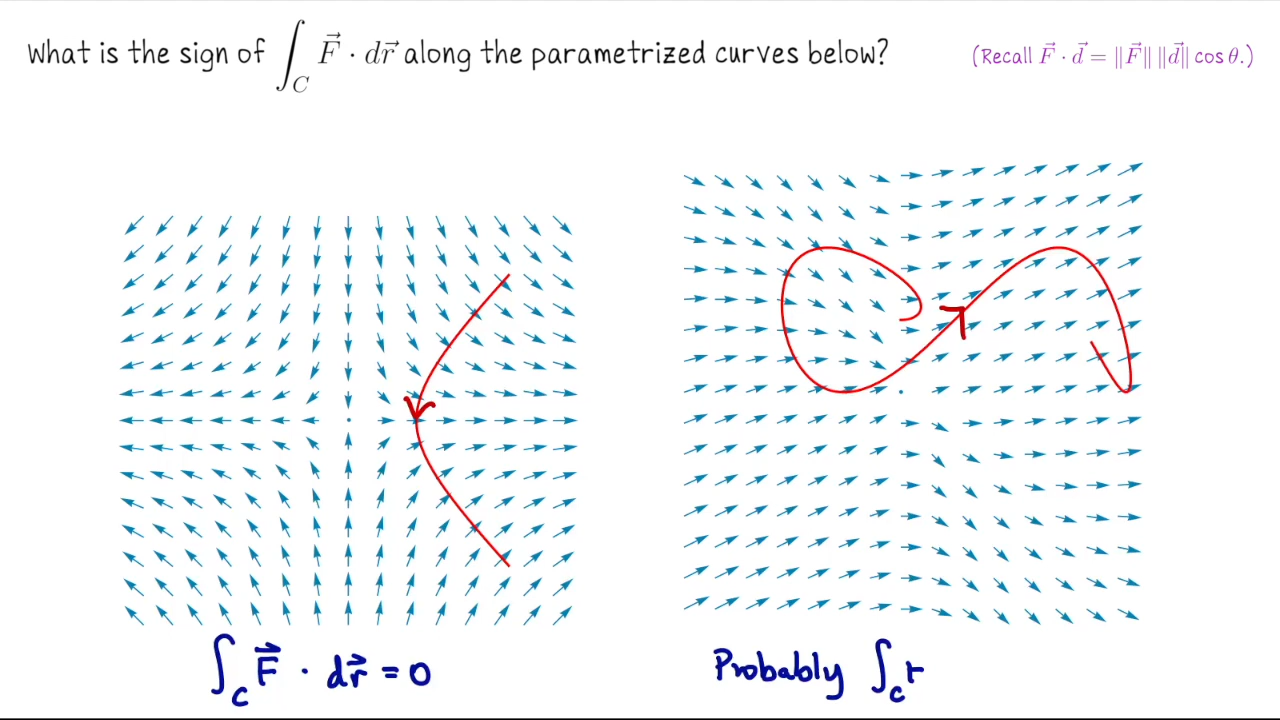 What is the sign of ∫_C F⃗ · dr⃗ along the parametrized curves below?
(Recall F⃗ · d⃗ = ‖F⃗‖ ‖d⃗‖ cos θ.)
∫_C F⃗ · dr⃗ = 0
Probably ∫_C